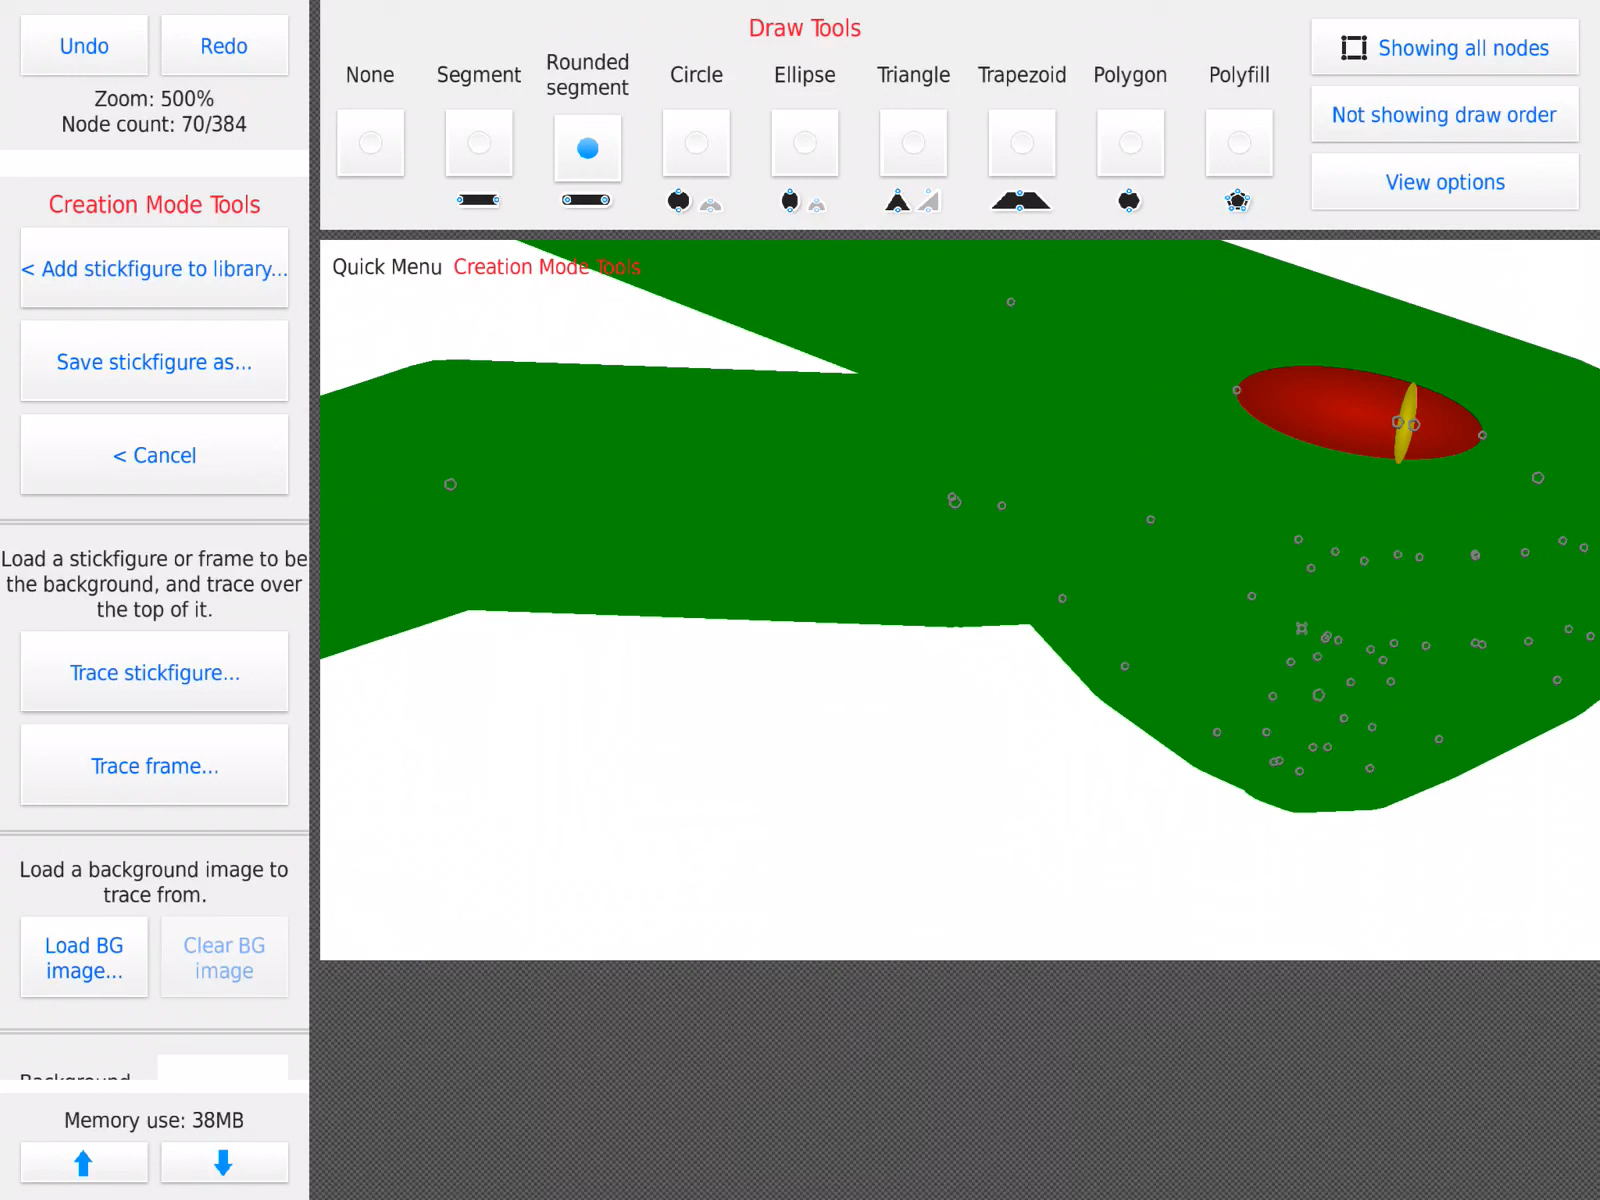 Undo
Redo
Zoom: 500%
Node count: 70/384
Creation Mode Tools
< Add stickfigure to library...
Save stickfigure as...
< Cancel
Load a stickfigure or frame to be
the background, and trace over
the top of it.
Trace stickfigure...
Trace frame...
Load a background image to
trace from.
Load BG
image...
Clear BG
image
Background
Memory use: 38MB
Draw Tools
None
Segment
Rounded
segment
Circle
Ellipse
Triangle
Trapezoid
Polygon
Polyfill
Showing all nodes
Not showing draw order
View options
Quick Menu
Creation Mode Tools